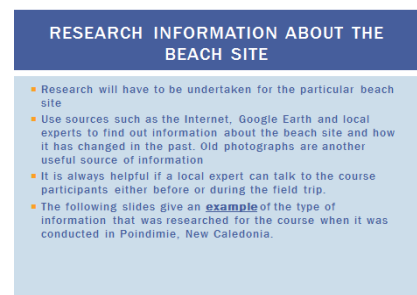 RESEARCH INFORMATION ABOUT THE
BEACH SITE
▪ Research will have to be undertaken for the particular beach
site
▪ Use sources such as the Internet, Google Earth and local
experts to find out information about the beach site and how
it has changed in the past. Old photographs are another
useful source of information
▪ It is always helpful if a local expert can talk to the course
participants either before or during the field trip.
▪ The following slides give an example of the type of
information that was researched for the course when it was
conducted in Poindimie, New Caledonia.